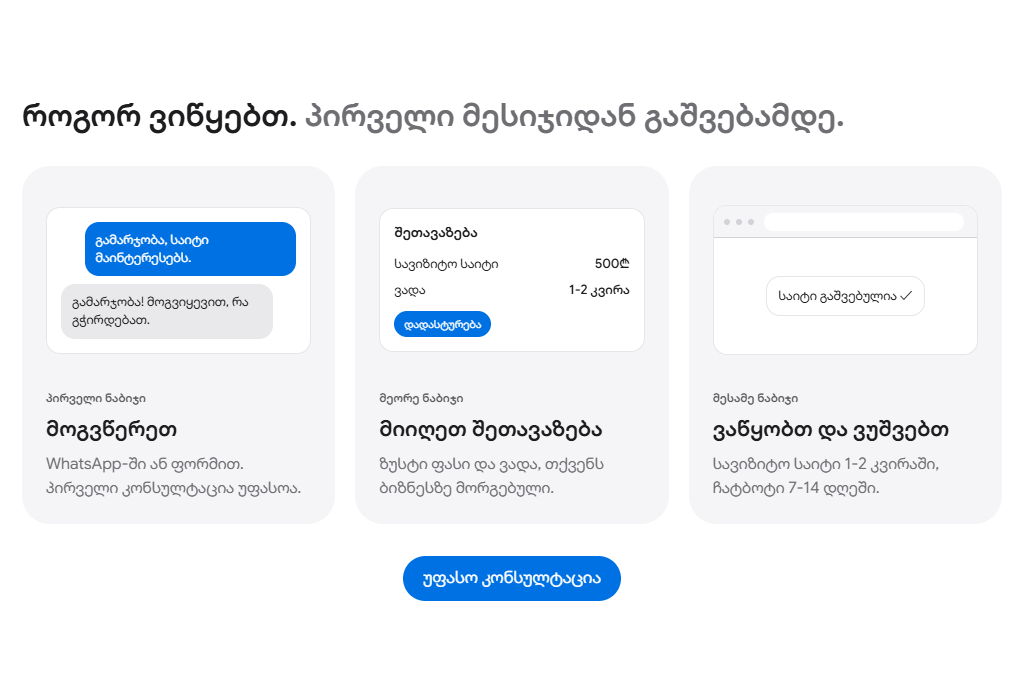 როგორ ვიწყებთ. პირველი მესიჯიდან გაშვებამდე.
გამარჯობა, საიტი
მაინტერესებს.
გამარჯობა! მოგვიყევით, რა
გჭირდებათ.
პირველი ნაბიჯი
მოგვწერეთ
WhatsApp-ში ან ფორმით.
პირველი კონსულტაცია უფასოა.
შეთავაზება
სავიზიტო საიტი 500₾
ვადა 1-2 კვირა
დადასტურება
მეორე ნაბიჯი
მიიღეთ შეთავაზება
ზუსტი ფასი და ვადა, თქვენს
ბიზნესზე მორგებული.
საიტი გაშვებულია ✓
მესამე ნაბიჯი
ვაწყობთ და ვუშვებთ
სავიზიტო საიტი 1-2 კვირაში,
ჩატბოტი 7-14 დღეში.
უფასო კონსულტაცია